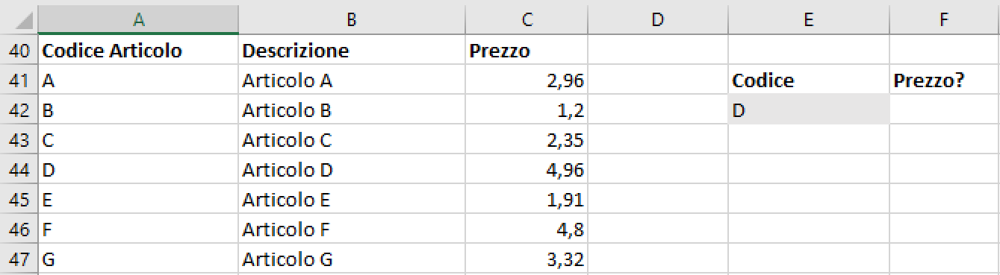 A B C D E F
40 Codice Articolo Descrizione Prezzo
41 A Articolo A 2,96 Codice Prezzo?
42 B Articolo B 1,2 D
43 C Articolo C 2,35
44 D Articolo D 4,96
45 E Articolo E 1,91
46 F Articolo F 4,8
47 G Articolo G 3,32